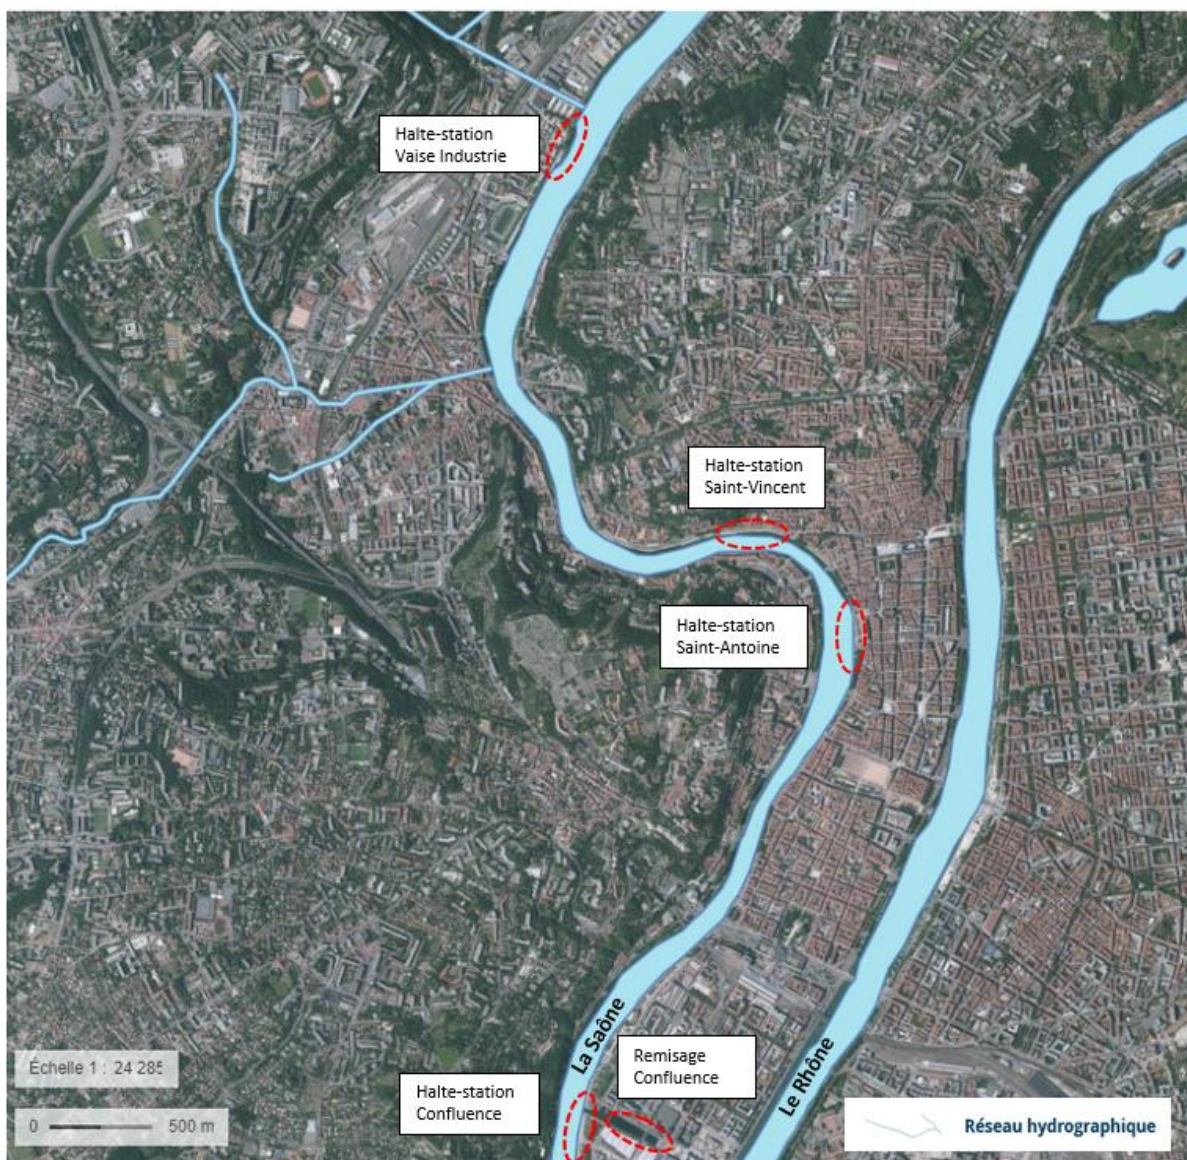 Halte-station
Vaise Industrie
Halte-station
Saint-Vincent
Halte-station
Saint-Antoine
La Saône
Remisage
Confluence
Le Rhône
Échelle 1 : 24 285
Halte-station
Confluence
0 500 m
Réseau hydrographique